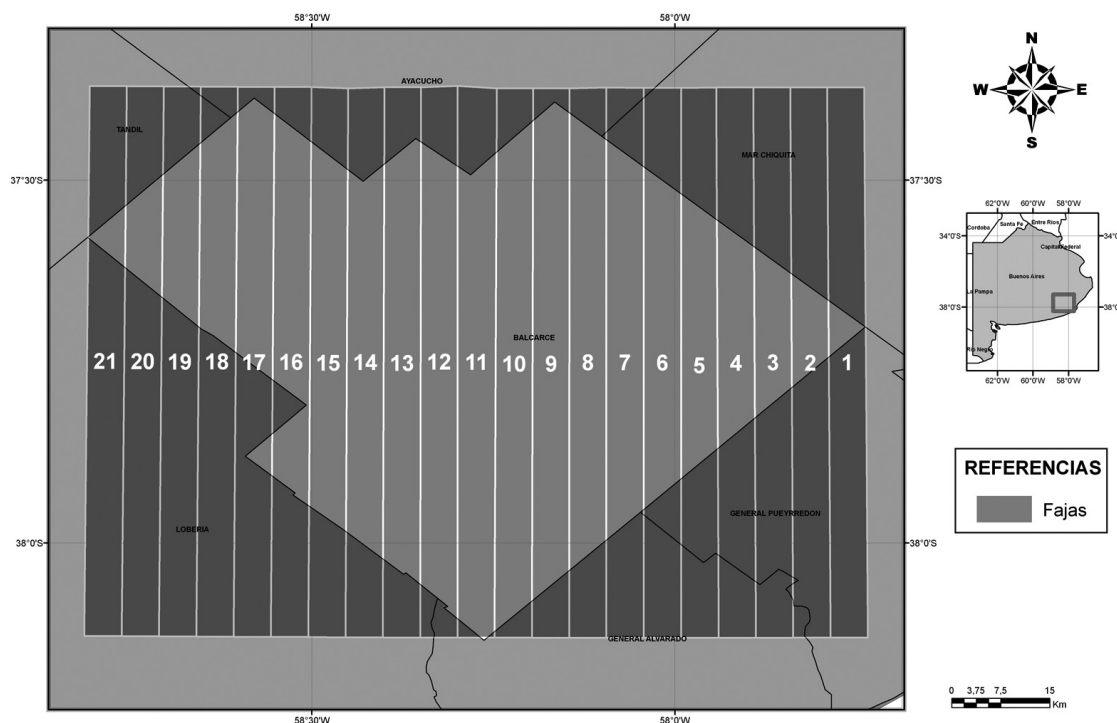 58°30'W
58°0'W
AYACUCHO
TANDIL
MAR CHIQUITA
37°30'S
37°30'S
BALCARCE
21 20 19 18 17 16 15 14 13 12 11 10 9 8 7 6 5 4 3 2 1
GENERAL PUEYRREDON
LOBERIA
38°0'S
38°0'S
GENERAL ALVARADO
58°30'W
58°0'W
N
W
E
S
62°0'W 60°0'W 58°0'W
Cordoba
Santa Fe
Entre Rios
34°0'S
34°0'S
Capital Federal
Buenos Aires
La Pampa
38°0'S
38°0'S
Rio Negro
62°0'W 60°0'W 58°0'W
REFERENCIAS
Fajas
0 3,75 7,5 15
Km